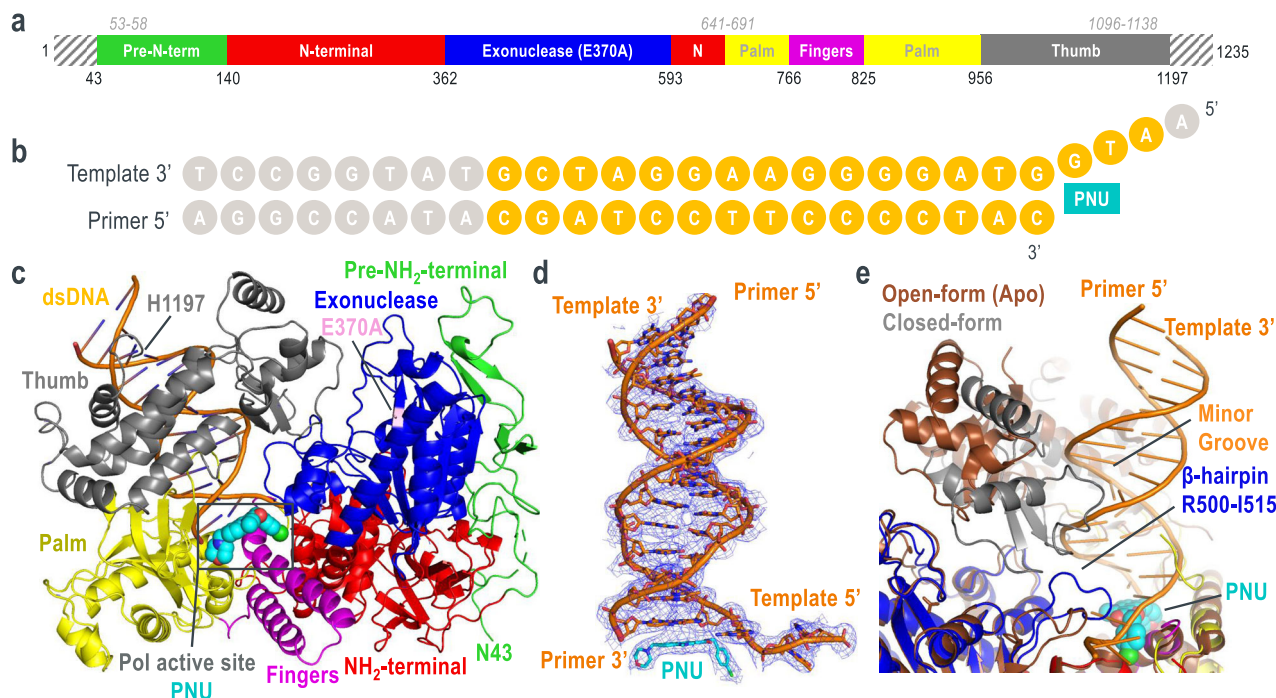 a
53-58 641-691 1096-1138
1 Pre-N-term N-terminal Exonuclease (E370A) N Palm Fingers Palm Thumb 1235
43 140 362 593 766 825 956 1197
b
5’
Template 3’ T C C G G T A T G C T A G G A A G G G G A T G G T A A
PNU
Primer 5’ A G G C C A T A C G A T C C T T C C C C T A C
3’
c
dsDNA
H1197
Pre-NH₂-terminal
Exonuclease
E370A
Thumb
Palm
Pol active site
PNU
Fingers
NH₂-terminal
N43
d
Template 3’
Primer 5’
Template 5’
Primer 3’
PNU
e
Open-form (Apo)
Closed-form
Primer 5’
Template 3’
Minor
Groove
β-hairpin
R500-I515
PNU